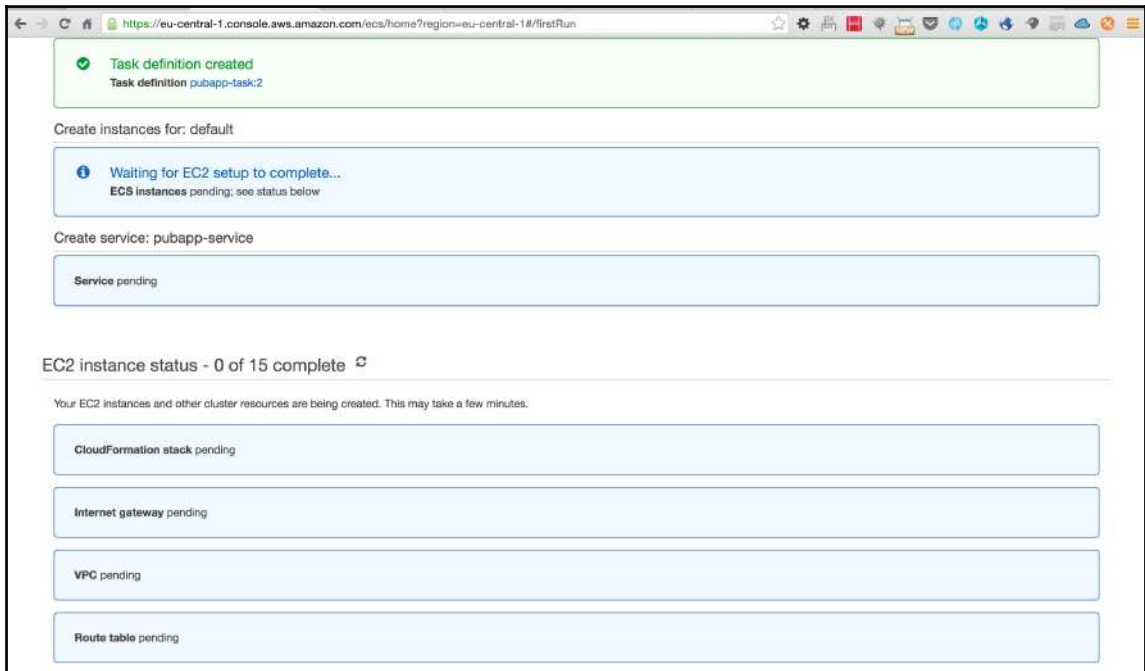 https://eu-central-1.console.aws.amazon.com/ecs/home?region=eu-central-1#/firstRun
Task definition created
Task definition pubapp-task:2
Create instances for: default
Waiting for EC2 setup to complete...
ECS instances pending; see status below
Create service: pubapp-service
Service pending
EC2 instance status - 0 of 15 complete
Your EC2 instances and other cluster resources are being created. This may take a few minutes.
CloudFormation stack pending
Internet gateway pending
VPC pending
Route table pending